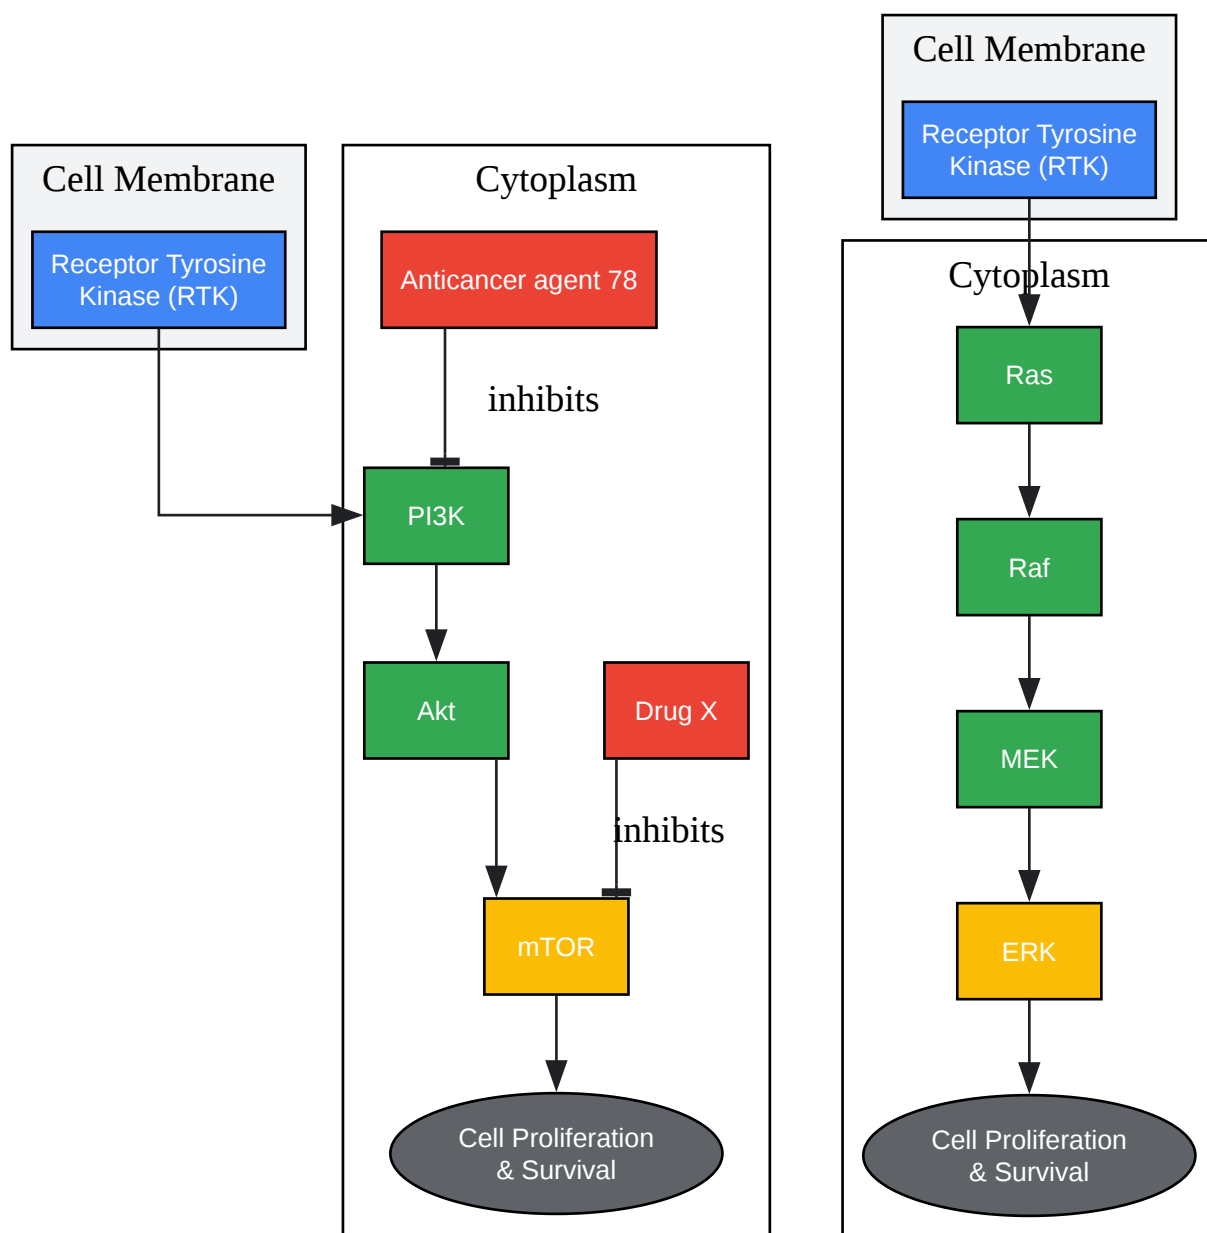 Cell Membrane
Receptor Tyrosine
Kinase (RTK)
Cytoplasm
Anticancer agent 78
inhibits
PI3K
Akt
Drug X
inhibits
mTOR
Cell Proliferation
& Survival
Cell Membrane
Receptor Tyrosine
Kinase (RTK)
Cytoplasm
Ras
Raf
MEK
ERK
Cell Proliferation
& Survival